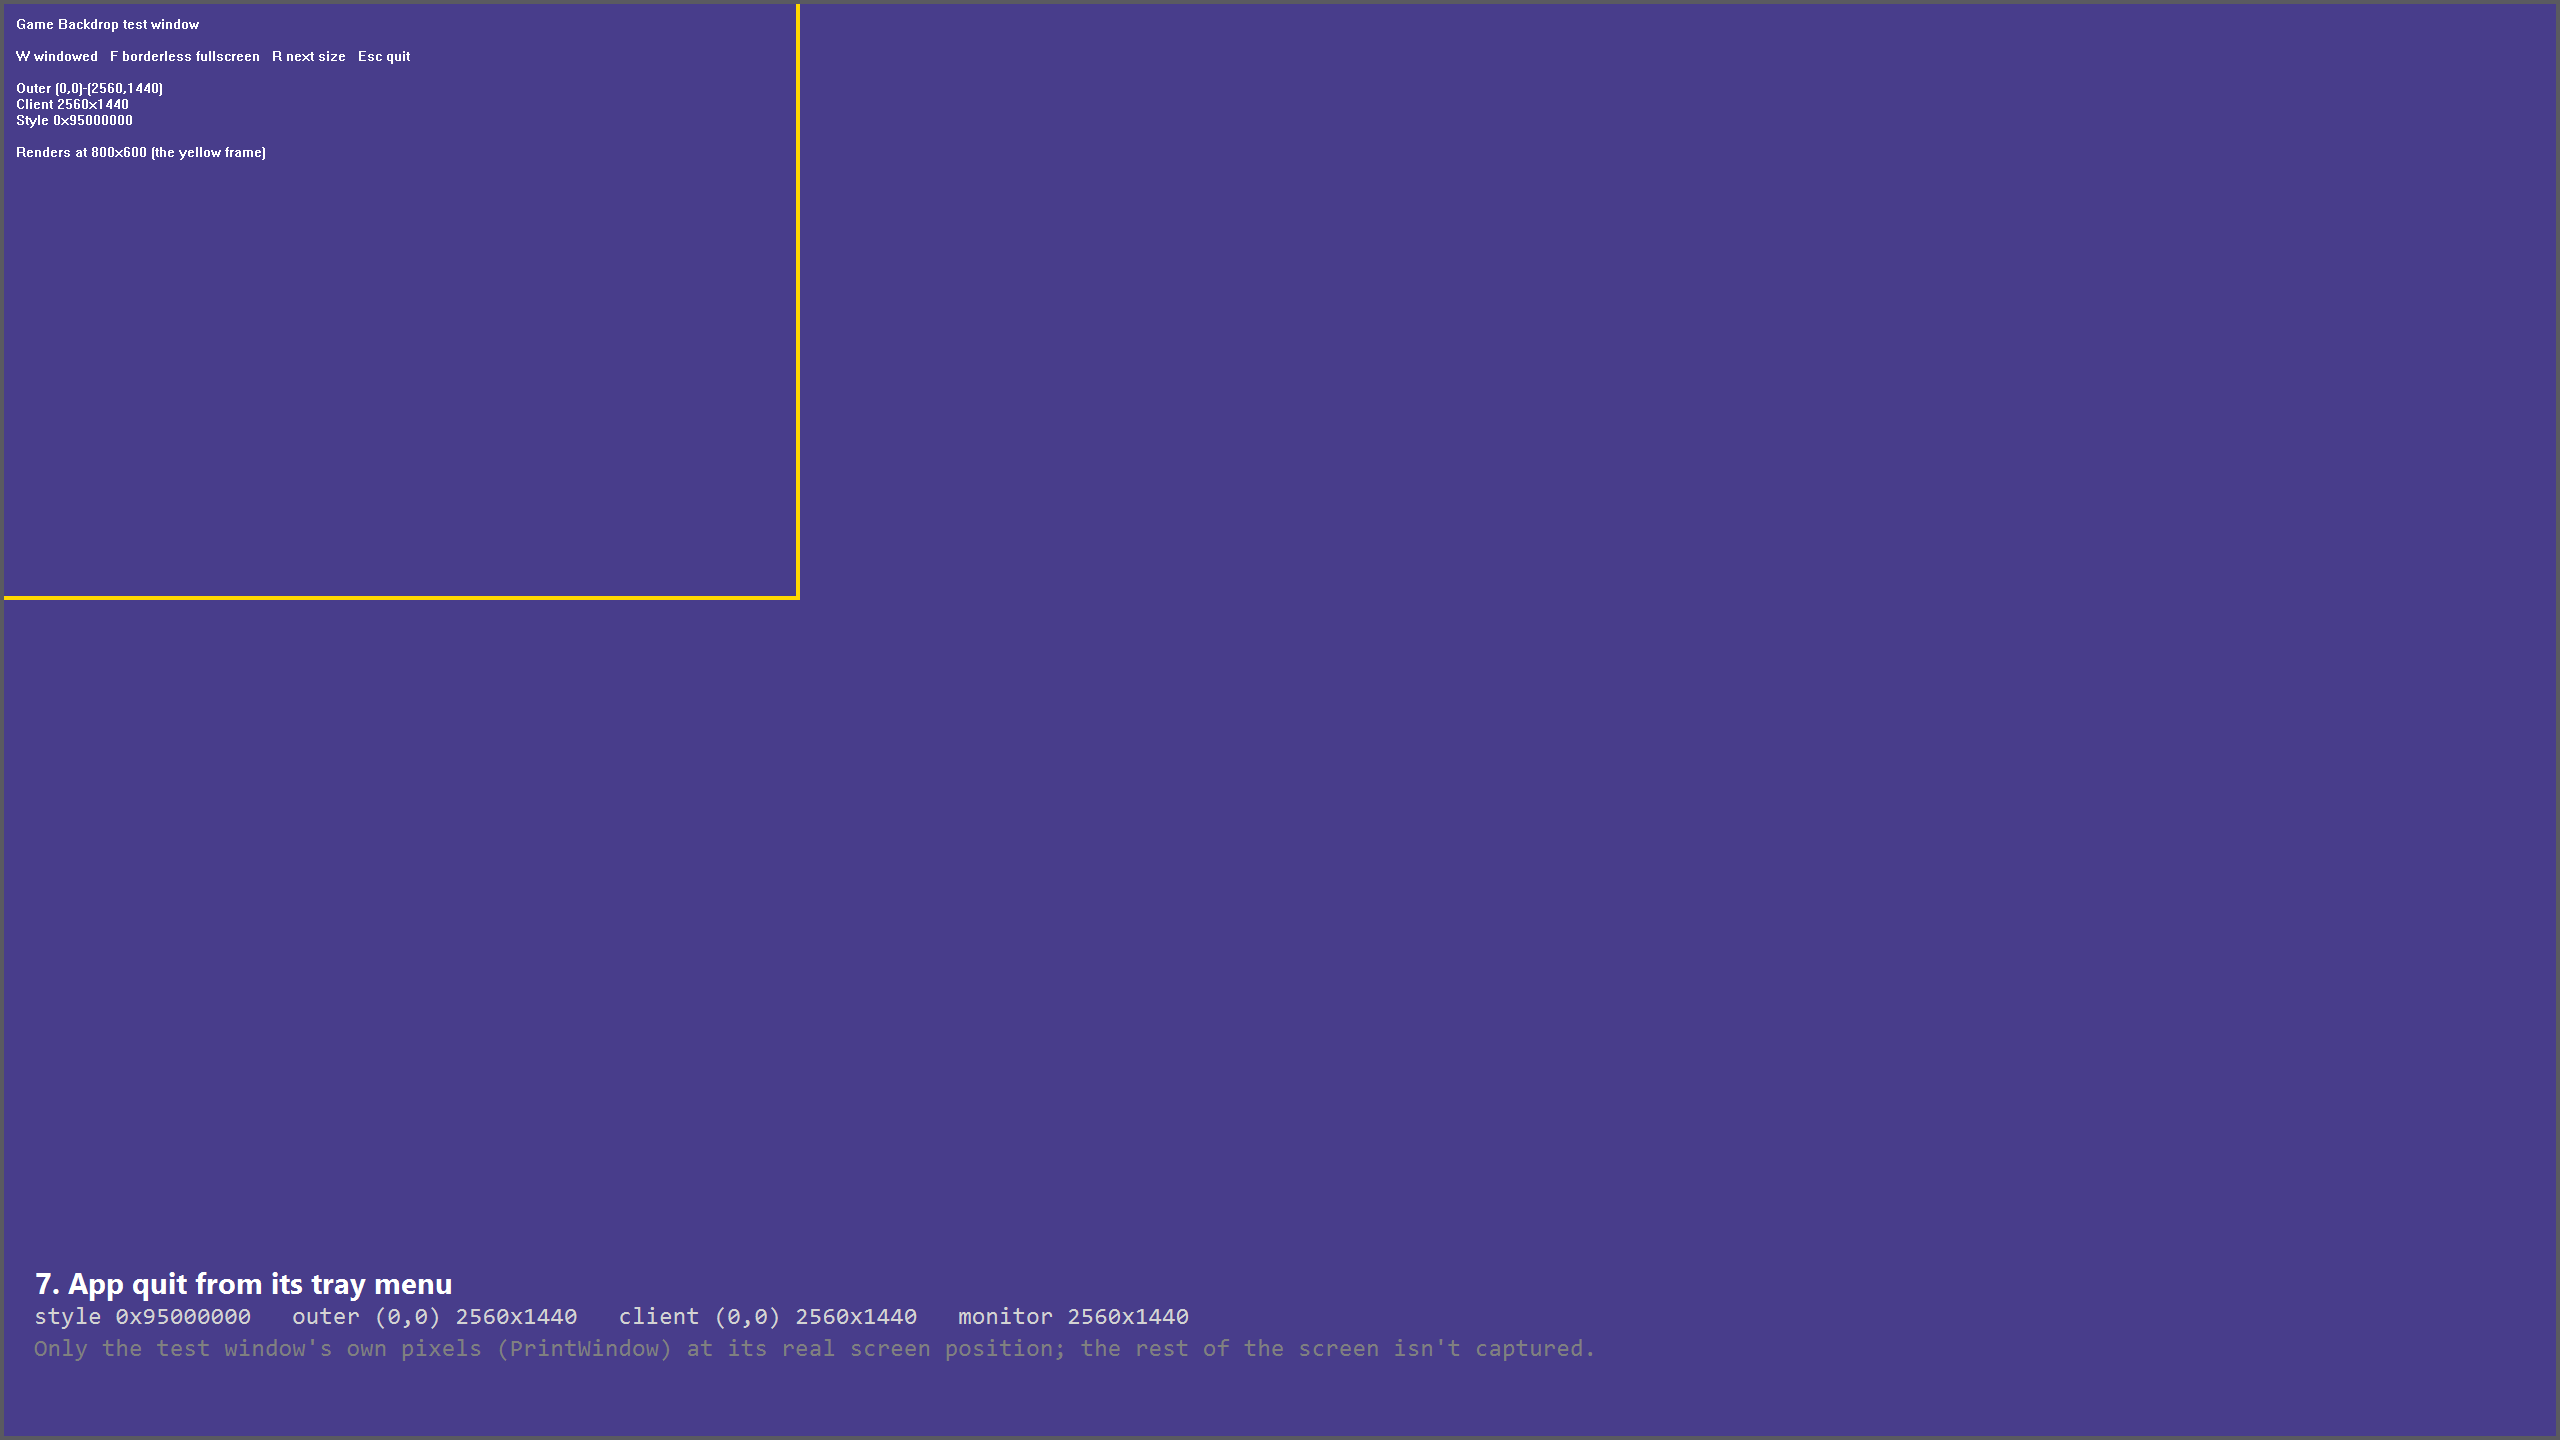 Game Backdrop test window
W windowed   F borderless fullscreen   R next size   Esc quit
Outer (0,0)-(2560,1440)
Client 2560x1440
Style 0x95000000
Renders at 800x600 (the yellow frame)
7. App quit from its tray menu
style 0x95000000   outer (0,0) 2560x1440   client (0,0) 2560x1440   monitor 2560x1440
Only the test window's own pixels (PrintWindow) at its real screen position; the rest of the screen isn't captured.